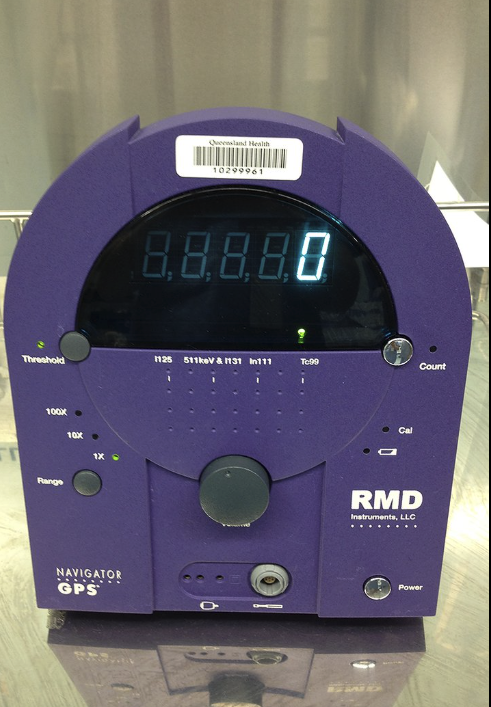 Queensland Health
10299961
0
I125 511keV & I131 In111 Tc99
Threshold
Count
100X
10X
Cal
1X
Range
RMD
Instruments, LLC
Volume
NAVIGATOR
GPS
Power